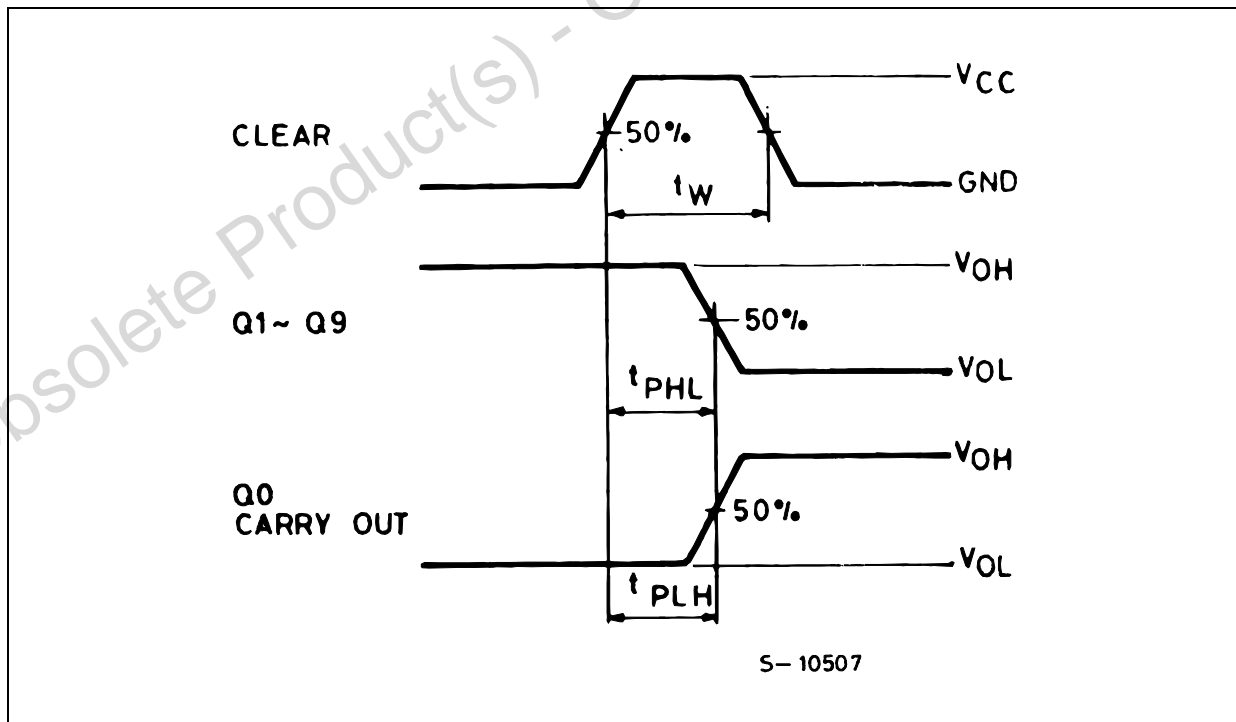 Obsolete Product(s) -
VCC
CLEAR
50%
tW
GND
VOH
Q1~ Q9
50%
tPHL
VOL
VOH
Q0
CARRY OUT
50%
VOL
tPLH
S-10507